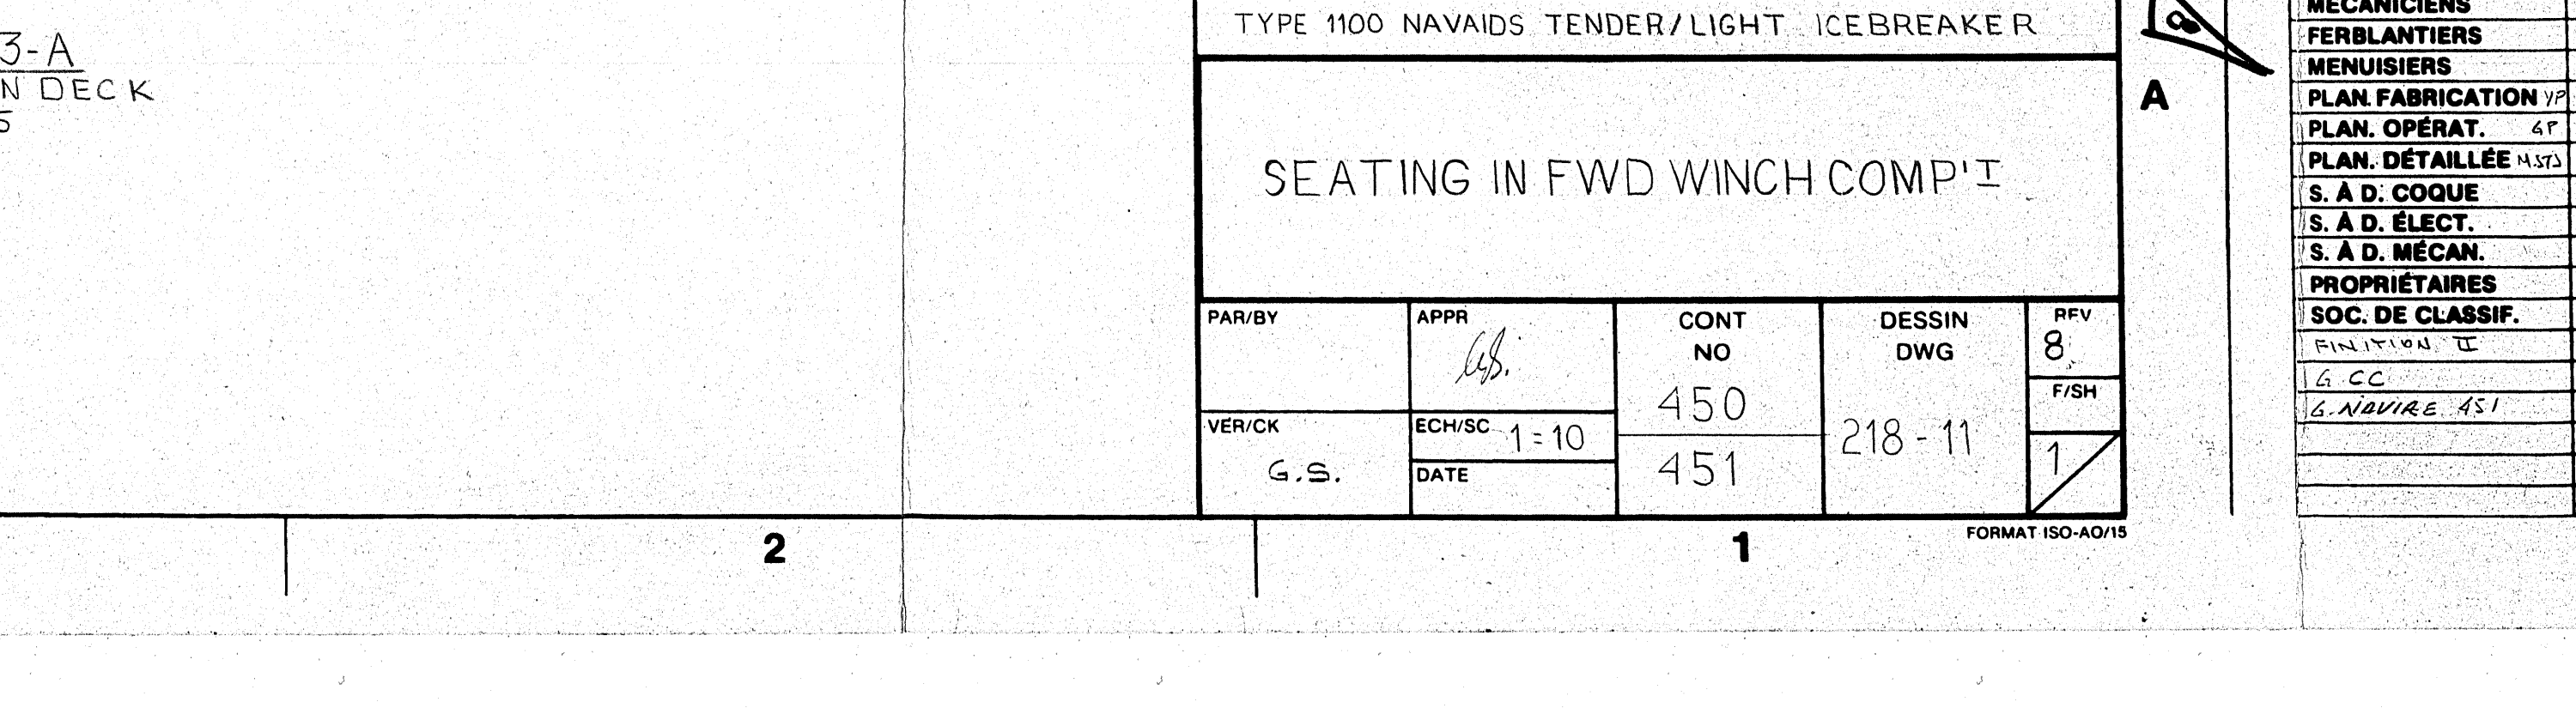 3-A
N DECK
5
TYPE 1100 NAVAIDS TENDER/LIGHT ICEBREAKER
SEATING IN FWD WINCH COMP'T
PAR/BY
APPR
CONT
NO
450
451
DESSIN
DWG
218-11
REV
8
F/SH
1
VER/CK
G.S.
ECH/SC 1=10
DATE
FORMAT ISO-AO/15
2
1
A
MÉCANICIENS
FERBLANTIERS
MENUISIERS
PLAN. FABRICATION YP
PLAN. OPÉRAT. GP
PLAN. DÉTAILLÉE
S. À D. COQUE
S. À D. ÉLECT.
S. À D. MÉCAN.
PROPRIÉTAIRES
SOC. DE CLASSIF.
FINITION II
G CC
G. NAVIRE 451